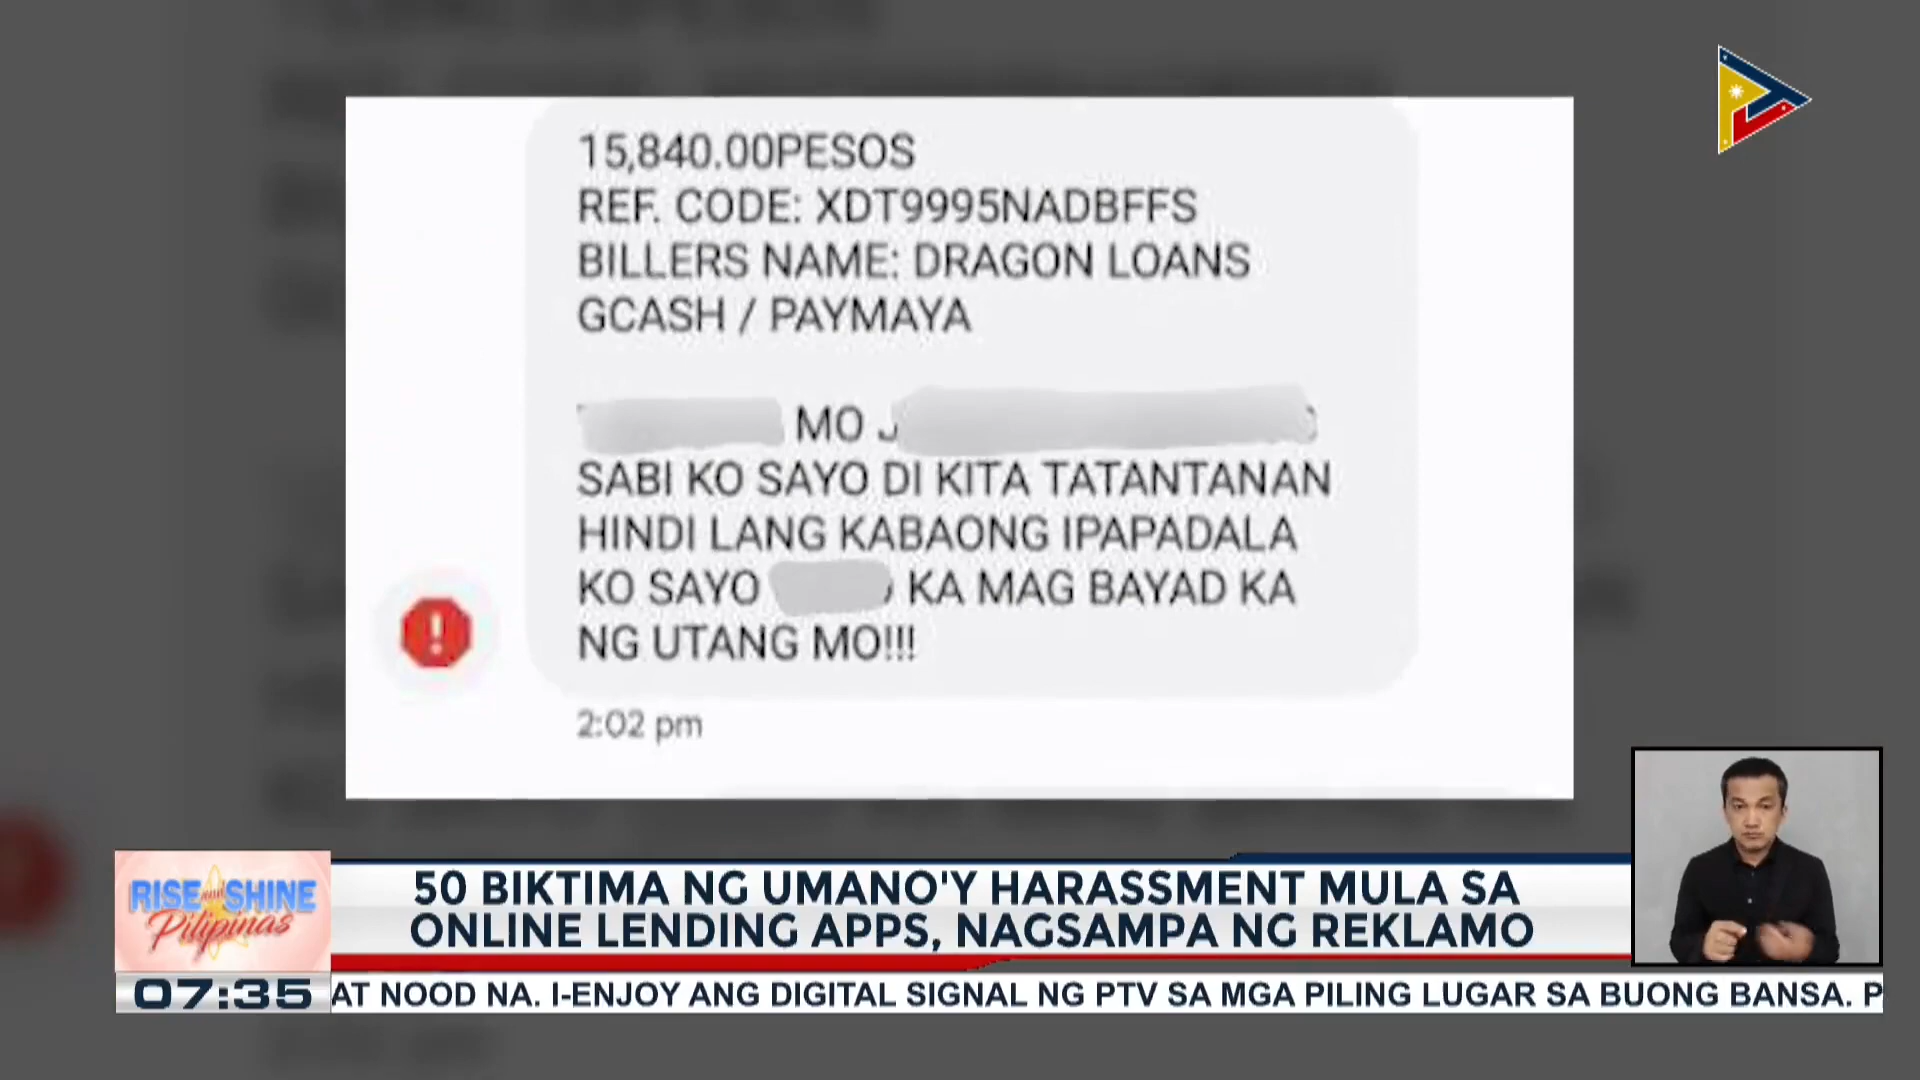 15,840.00PESOS
REF. CODE: XDT9995NADBFFS
BILLERS NAME: DRAGON LOANS
GCASH / PAYMAYA
MO J
SABI KO SAYO DI KITA TATANTANAN
HINDI LANG KABAONG IPAPADALA
KO SAYO KA MAG BAYAD KA
NG UTANG MO!!!
2:02 pm
RISE and SHINE
Pilipinas
50 BIKTIMA NG UMANO'Y HARASSMENT MULA SA
ONLINE LENDING APPS, NAGSAMPA NG REKLAMO
07:35
AT NOOD NA. I-ENJOY ANG DIGITAL SIGNAL NG PTV SA MGA PILING LUGAR SA BUONG BANSA. P